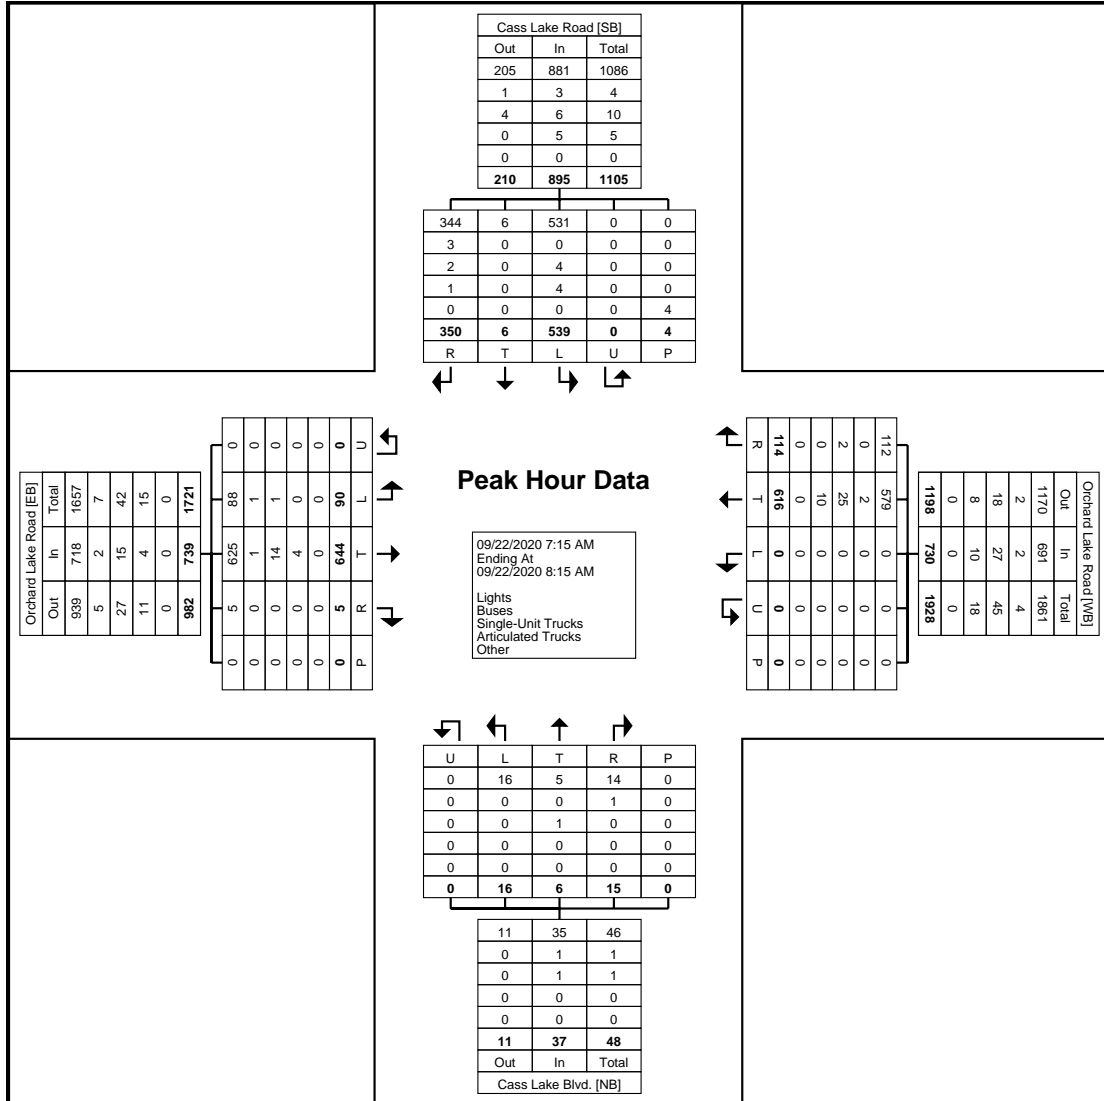 Cass Lake Road [SB]
Out In Total
205 881 1086
1 3 4
4 6 10
0 5 5
0 0 0
210 895 1105
344 6 531 0 0
3 0 0 0 0
2 0 4 0 0
1 0 4 0 0
0 0 0 0 4
350 6 539 0 4
R T L U P
Orchard Lake Road [EB]
Total In Out
1657 718 939
7 2 5
42 15 27
15 4 11
0 0 0
1721 739 982
0 88 625 5 0
0 1 1 0 0
0 1 14 0 0
0 0 4 0 0
0 0 0 0 0
0 90 644 5 0
U L T R P
Peak Hour Data
09/22/2020 7:15 AM
Ending At
09/22/2020 8:15 AM
Lights
Buses
Single-Unit Trucks
Articulated Trucks
Other
Orchard Lake Road [WB]
Out In Total
1170 691 1861
2 2 4
18 27 45
8 10 18
0 0 0
1198 730 1928
112 579 0 0 0
0 2 0 0 0
2 25 0 0 0
0 10 0 0 0
0 0 0 0 0
114 616 0 0 0
R T L U P
U L T R P
0 16 5 14 0
0 0 0 1 0
0 0 1 0 0
0 0 0 0 0
0 0 0 0 0
0 16 6 15 0
11 35 46
0 1 1
0 1 1
0 0 0
0 0 0
11 37 48
Out In Total
Cass Lake Blvd. [NB]